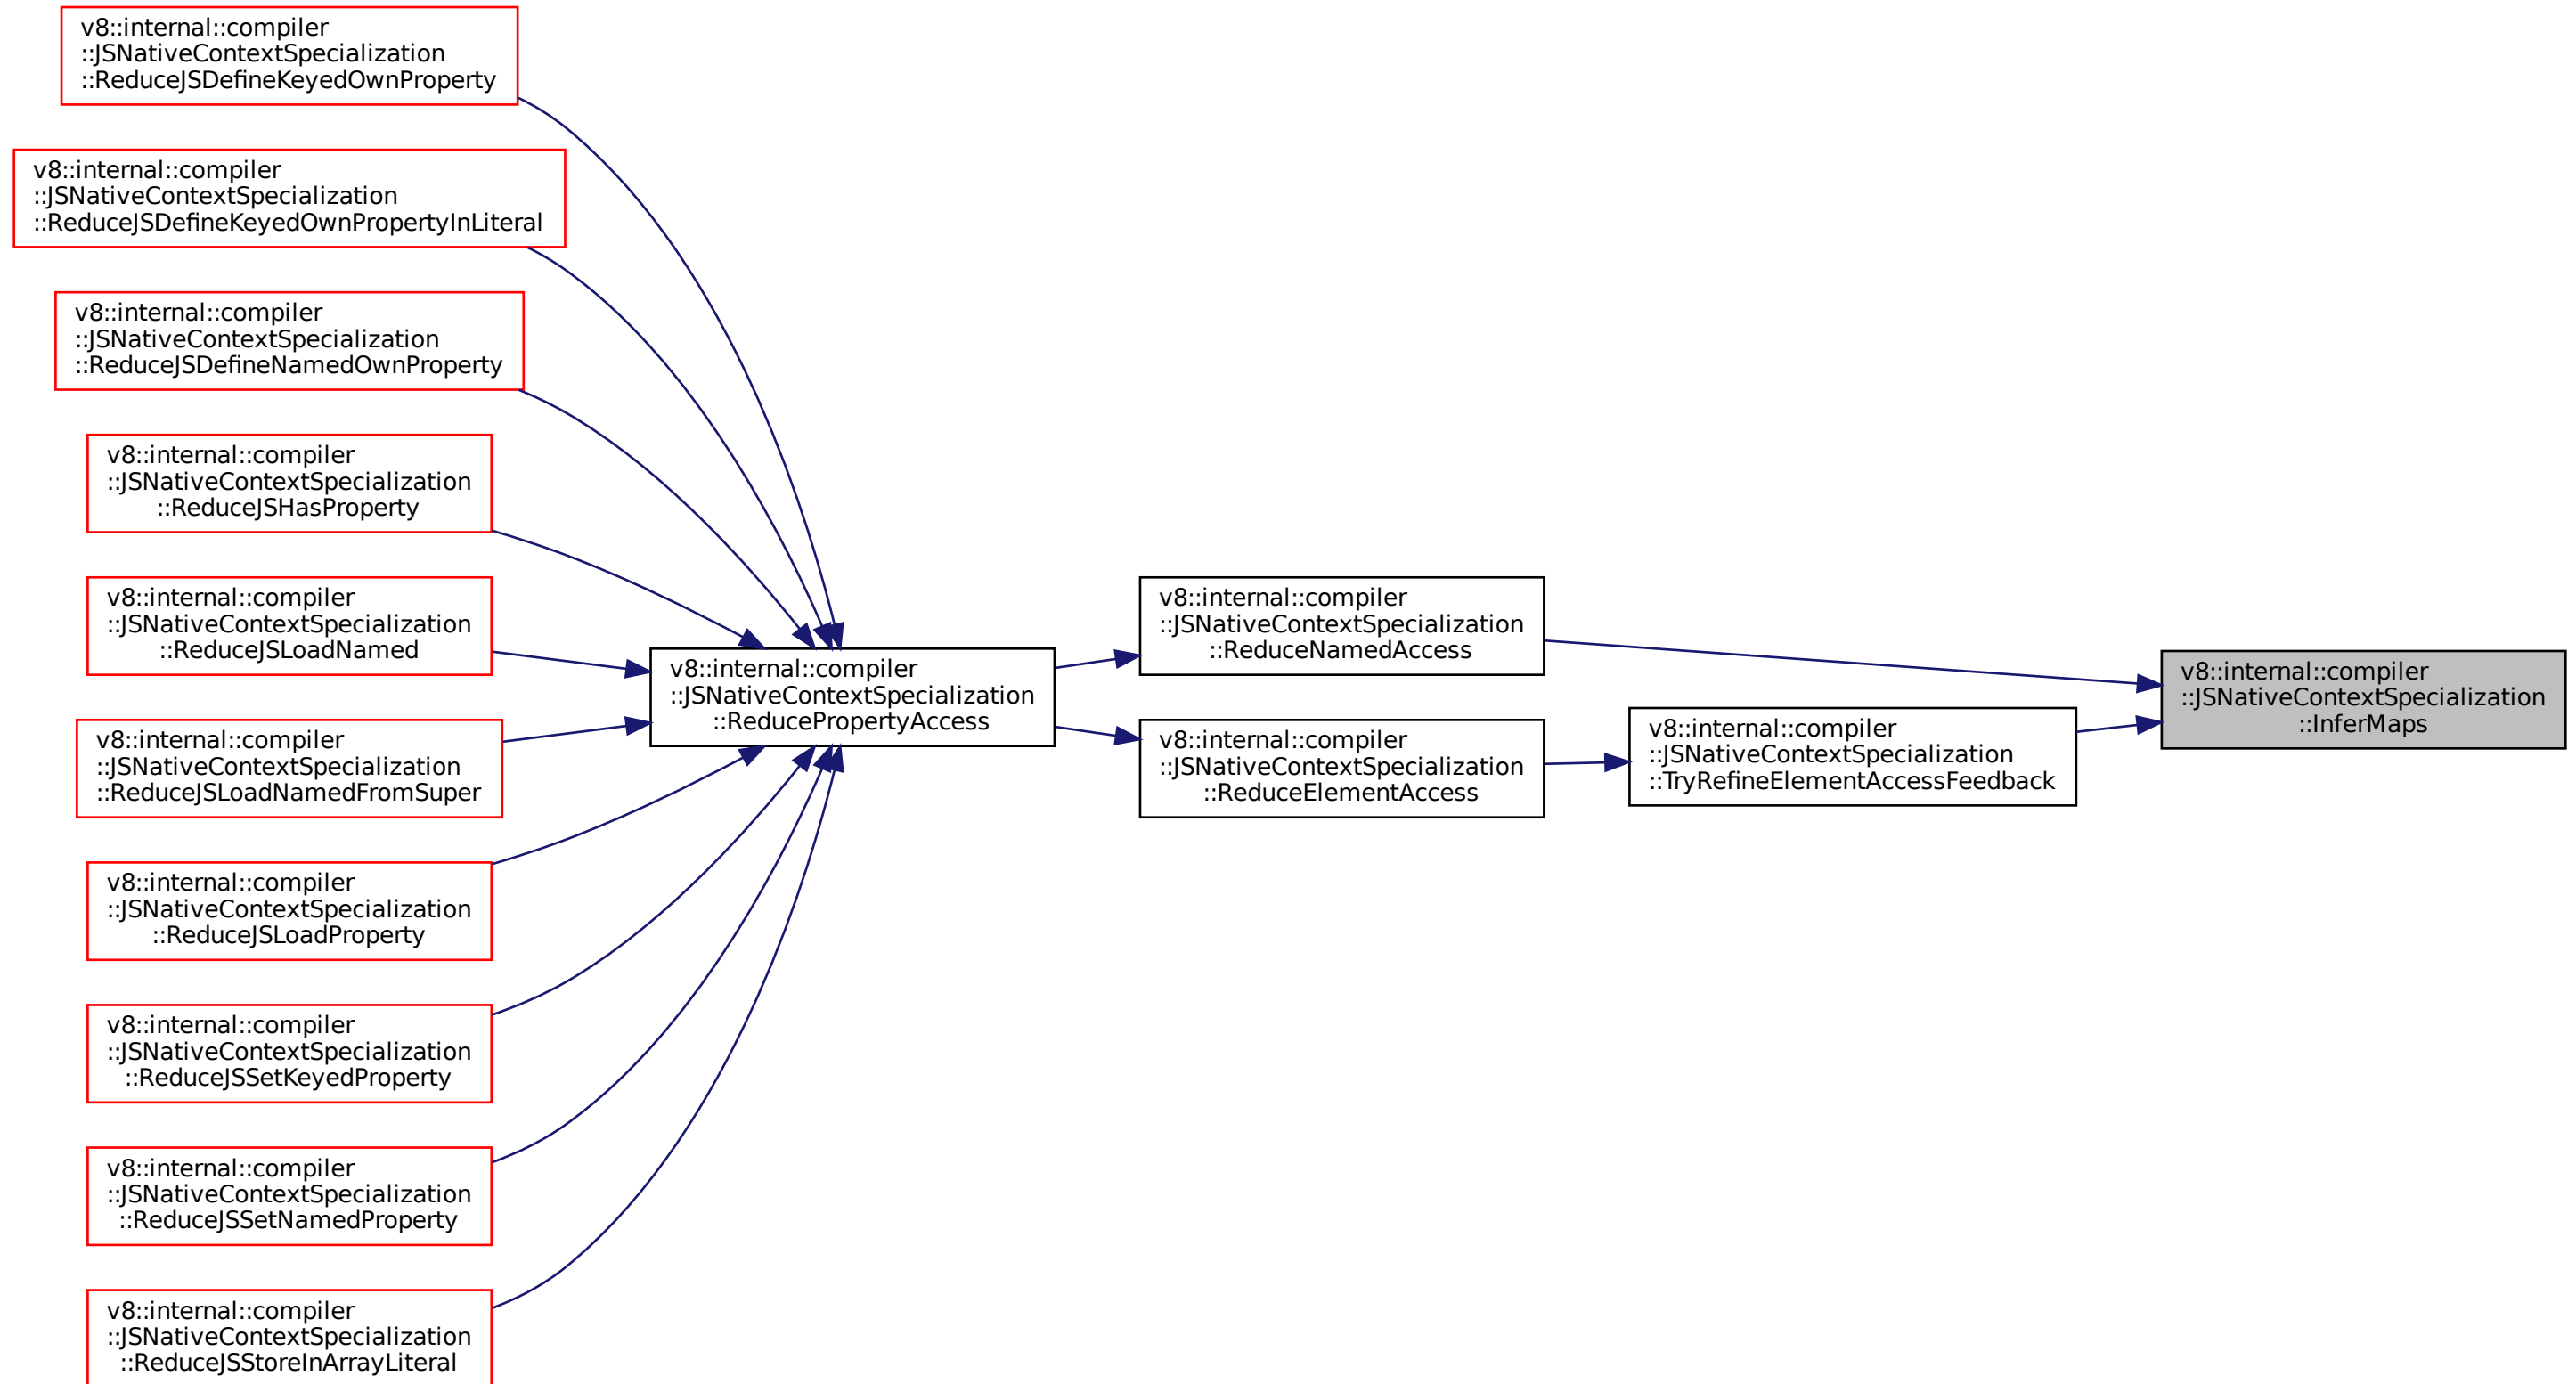 v8::internal::compiler
::JSNativeContextSpecialization
::ReduceJSDefineKeyedOwnProperty
v8::internal::compiler
::JSNativeContextSpecialization
::ReduceJSDefineKeyedOwnPropertyInLiteral
v8::internal::compiler
::JSNativeContextSpecialization
::ReduceJSDefineNamedOwnProperty
v8::internal::compiler
::JSNativeContextSpecialization
::ReduceJSHasProperty
v8::internal::compiler
::JSNativeContextSpecialization
::ReduceJSLoadNamed
v8::internal::compiler
::JSNativeContextSpecialization
::ReduceJSLoadNamedFromSuper
v8::internal::compiler
::JSNativeContextSpecialization
::ReduceJSLoadProperty
v8::internal::compiler
::JSNativeContextSpecialization
::ReduceJSSetKeyedProperty
v8::internal::compiler
::JSNativeContextSpecialization
::ReduceJSSetNamedProperty
v8::internal::compiler
::JSNativeContextSpecialization
::ReduceJSStoreInArrayLiteral
v8::internal::compiler
::JSNativeContextSpecialization
::ReducePropertyAccess
v8::internal::compiler
::JSNativeContextSpecialization
::ReduceNamedAccess
v8::internal::compiler
::JSNativeContextSpecialization
::ReduceElementAccess
v8::internal::compiler
::JSNativeContextSpecialization
::TryRefineElementAccessFeedback
v8::internal::compiler
::JSNativeContextSpecialization
::InferMaps